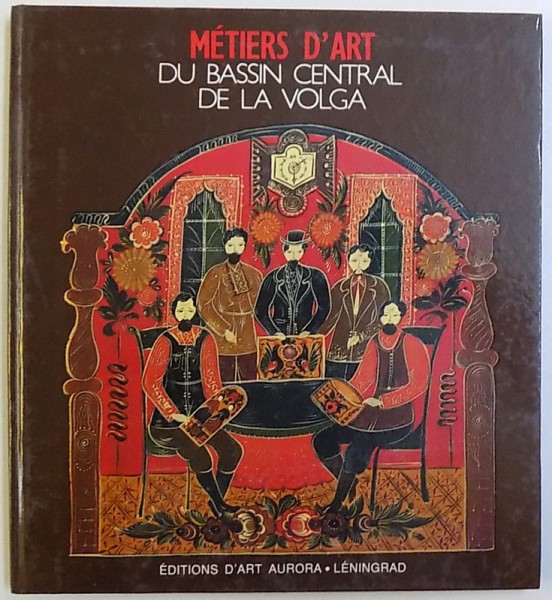 MÉTIERS D'ART
DU BASSIN CENTRAL
DE LA VOLGA
ÉDITIONS D'ART AURORA • LÉNINGRAD